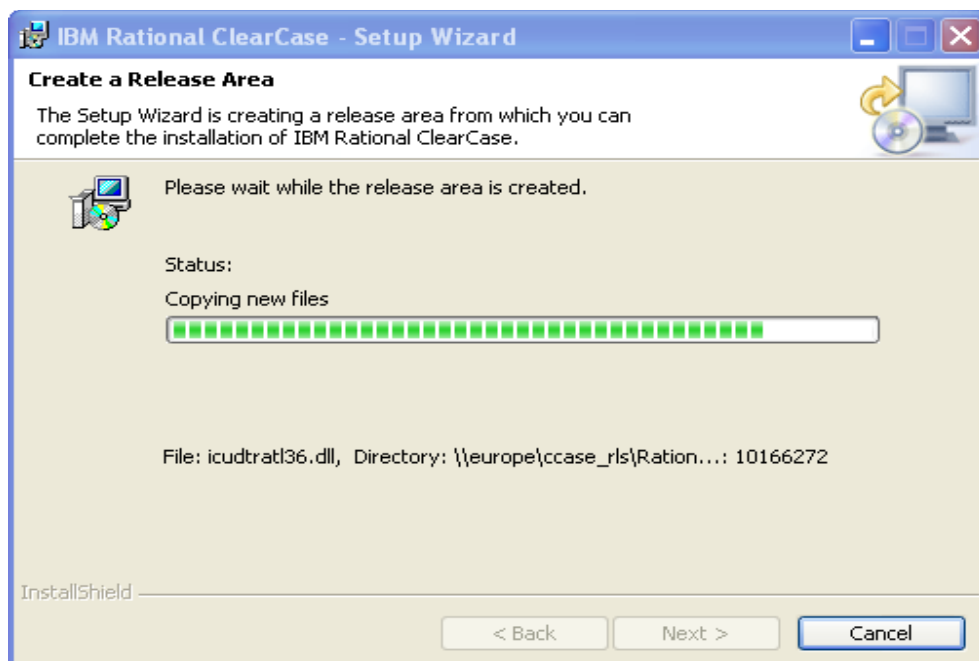 IBM Rational ClearCase - Setup Wizard
Create a Release Area
The Setup Wizard is creating a release area from which you can
complete the installation of IBM Rational ClearCase.
Please wait while the release area is created.
Status:
Copying new files
File: icudtratl36.dll, Directory: \\europe\ccase_rls\Ration...: 10166272
InstallShield
< Back Next > Cancel